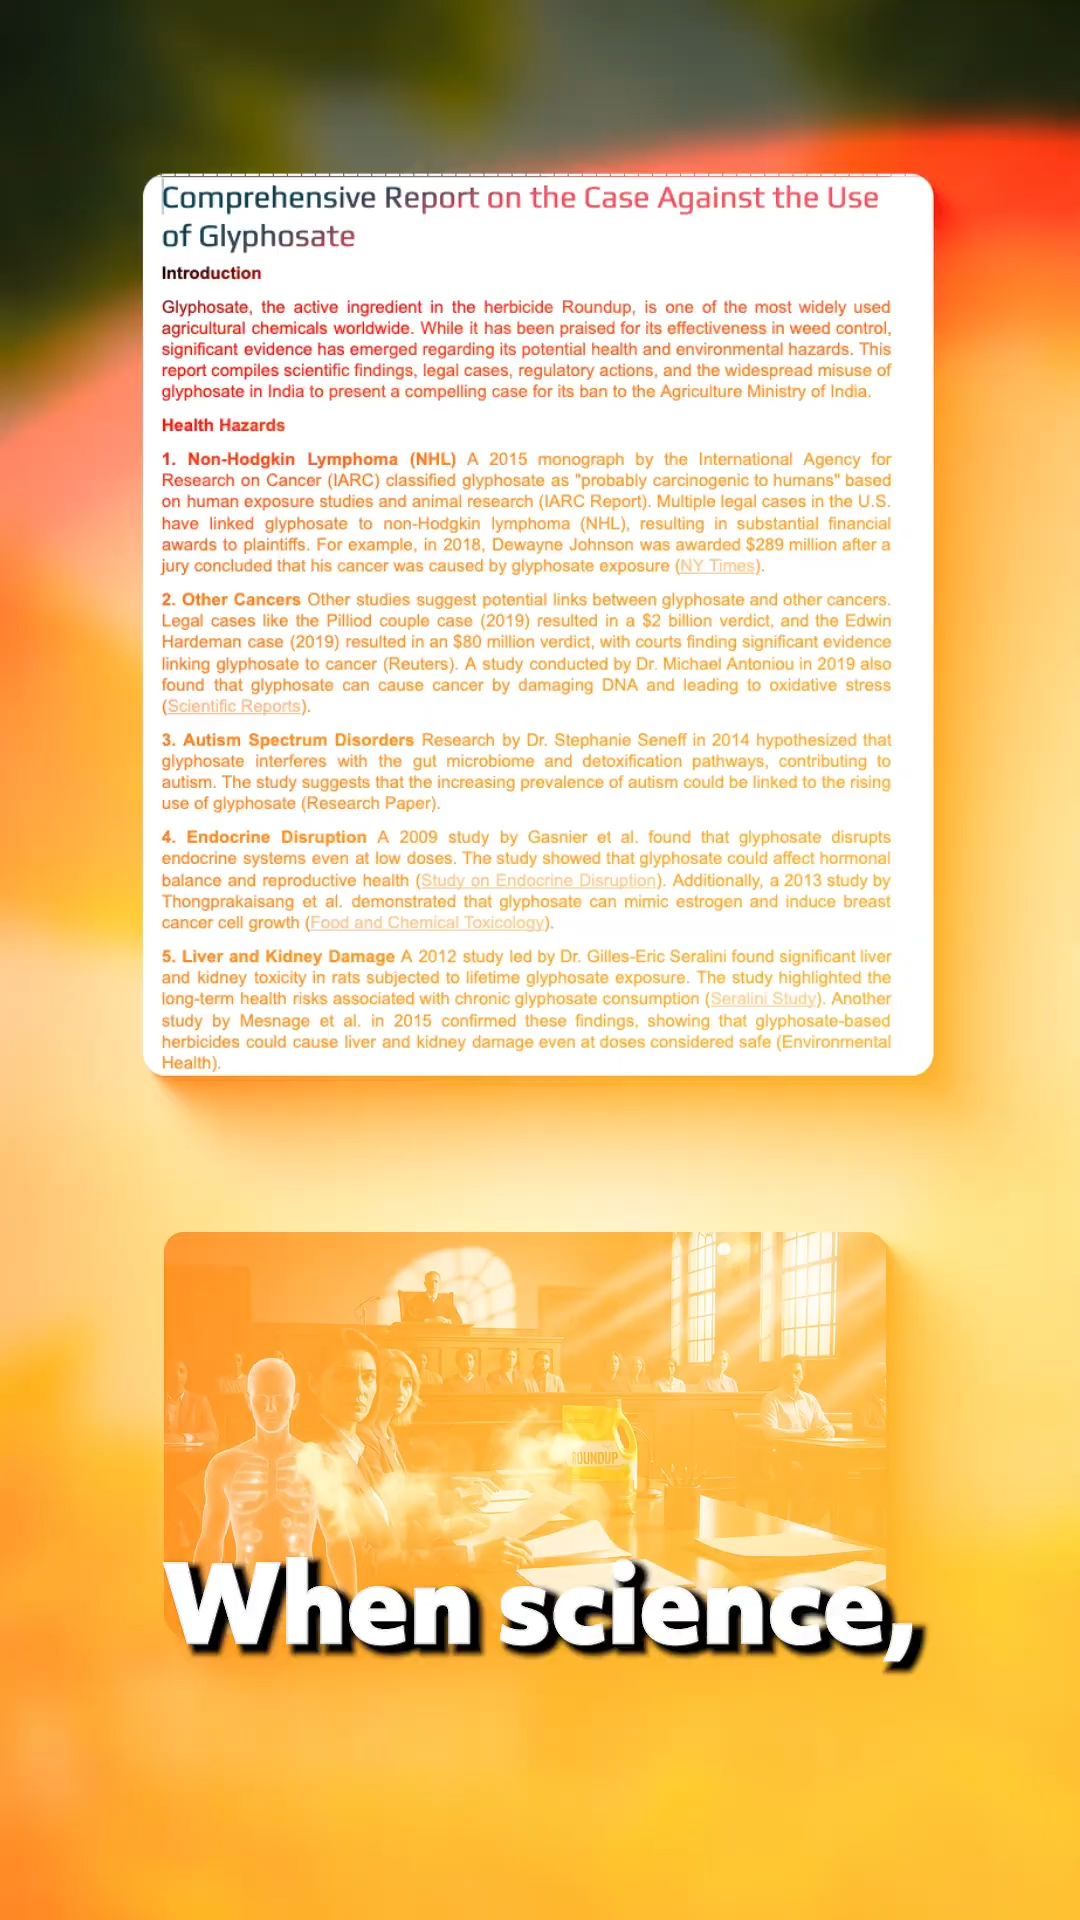 Comprehensive Report on the Case Against the Use
of Glyphosate
Introduction
Glyphosate, the active ingredient in the herbicide Roundup, is one of the most widely used
agricultural chemicals worldwide. While it has been praised for its effectiveness in weed control,
significant evidence has emerged regarding its potential health and environmental hazards. This
report compiles scientific findings, legal cases, regulatory actions, and the widespread misuse of
glyphosate in India to present a compelling case for its ban to the Agriculture Ministry of India.
Health Hazards
1. Non-Hodgkin Lymphoma (NHL) A 2015 monograph by the International Agency for
Research on Cancer (IARC) classified glyphosate as "probably carcinogenic to humans" based
on human exposure studies and animal research (IARC Report). Multiple legal cases in the U.S.
have linked glyphosate to non-Hodgkin lymphoma (NHL), resulting in substantial financial
awards to plaintiffs. For example, in 2018, Dewayne Johnson was awarded $289 million after a
jury concluded that his cancer was caused by glyphosate exposure (NY Times).
2. Other Cancers Other studies suggest potential links between glyphosate and other cancers.
Legal cases like the Pilliod couple case (2019) resulted in a $2 billion verdict, and the Edwin
Hardeman case (2019) resulted in an $80 million verdict, with courts finding significant evidence
linking glyphosate to cancer (Reuters). A study conducted by Dr. Michael Antoniou in 2019 also
found that glyphosate can cause cancer by damaging DNA and leading to oxidative stress
(Scientific Reports).
3. Autism Spectrum Disorders Research by Dr. Stephanie Seneff in 2014 hypothesized that
glyphosate interferes with the gut microbiome and detoxification pathways, contributing to
autism. The study suggests that the increasing prevalence of autism could be linked to the rising
use of glyphosate (Research Paper).
4. Endocrine Disruption A 2009 study by Gasnier et al. found that glyphosate disrupts
endocrine systems even at low doses. The study showed that glyphosate could affect hormonal
balance and reproductive health (Study on Endocrine Disruption). Additionally, a 2013 study by
Thongprakaisang et al. demonstrated that glyphosate can mimic estrogen and induce breast
cancer cell growth (Food and Chemical Toxicology).
5. Liver and Kidney Damage A 2012 study led by Dr. Gilles-Eric Seralini found significant liver
and kidney toxicity in rats subjected to lifetime glyphosate exposure. The study highlighted the
long-term health risks associated with chronic glyphosate consumption (Seralini Study). Another
study by Mesnage et al. in 2015 confirmed these findings, showing that glyphosate-based
herbicides could cause liver and kidney damage even at doses considered safe (Environmental
Health).
ROUNDUP
When science,